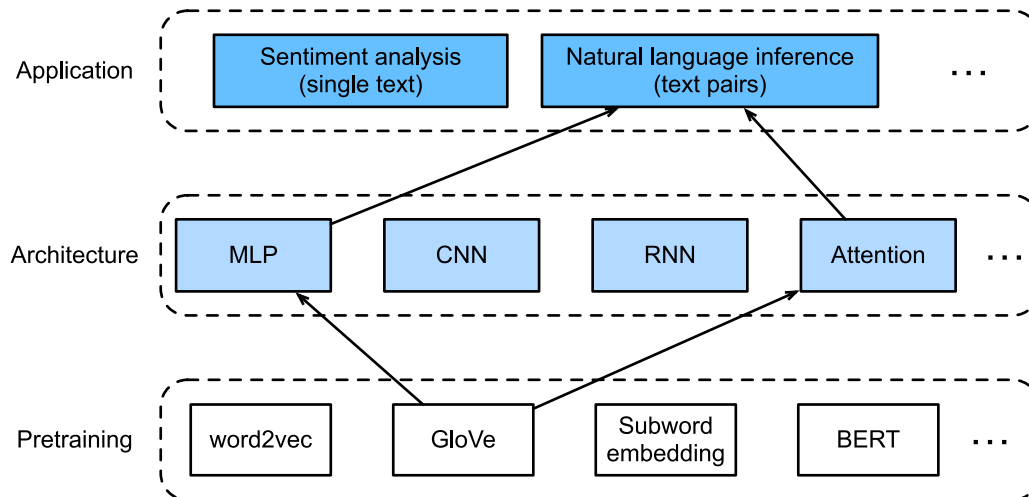 Application
Sentiment analysis
(single text)
Natural language inference
(text pairs)
...
Architecture
MLP
CNN
RNN
Attention
...
Pretraining
word2vec
GloVe
Subword
embedding
BERT
...